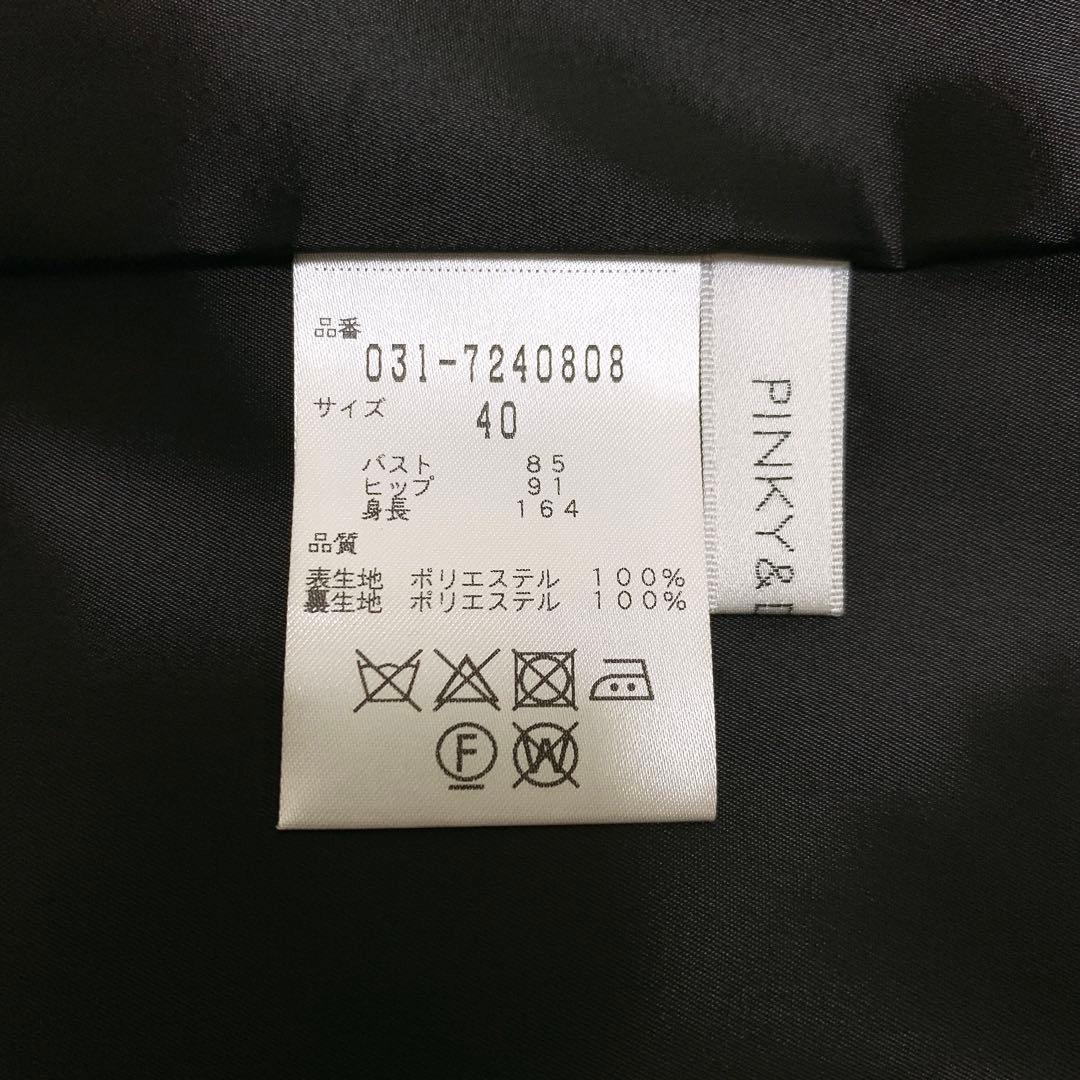 品番
031-7240808
サイズ
40
バスト 85
ヒップ 91
身長 164
品質
表生地 ポリエステル 100%
裏生地 ポリエステル 100%
F
W
PINKY&